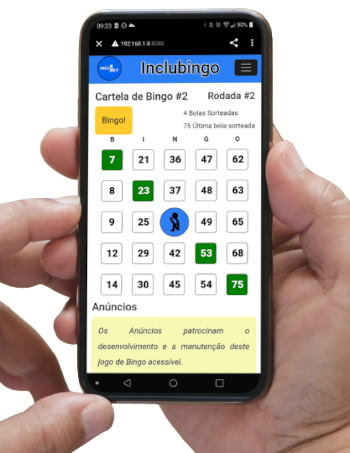 09:23
90%
192.168.1.8:8080
Inclubingo
Cartela de Bingo #2
Rodada #2
Bingo!
4 Bolas Sorteadas
75 Última bola sorteada
B I N G O
7 21 36 47 62
8 23 37 48 63
9 25 49 65
12 29 42 53 68
14 30 45 54 75
Anúncios
Os Anúncios patrocinam o
desenvolvimento e a manutenção deste
jogo de Bingo acessível.